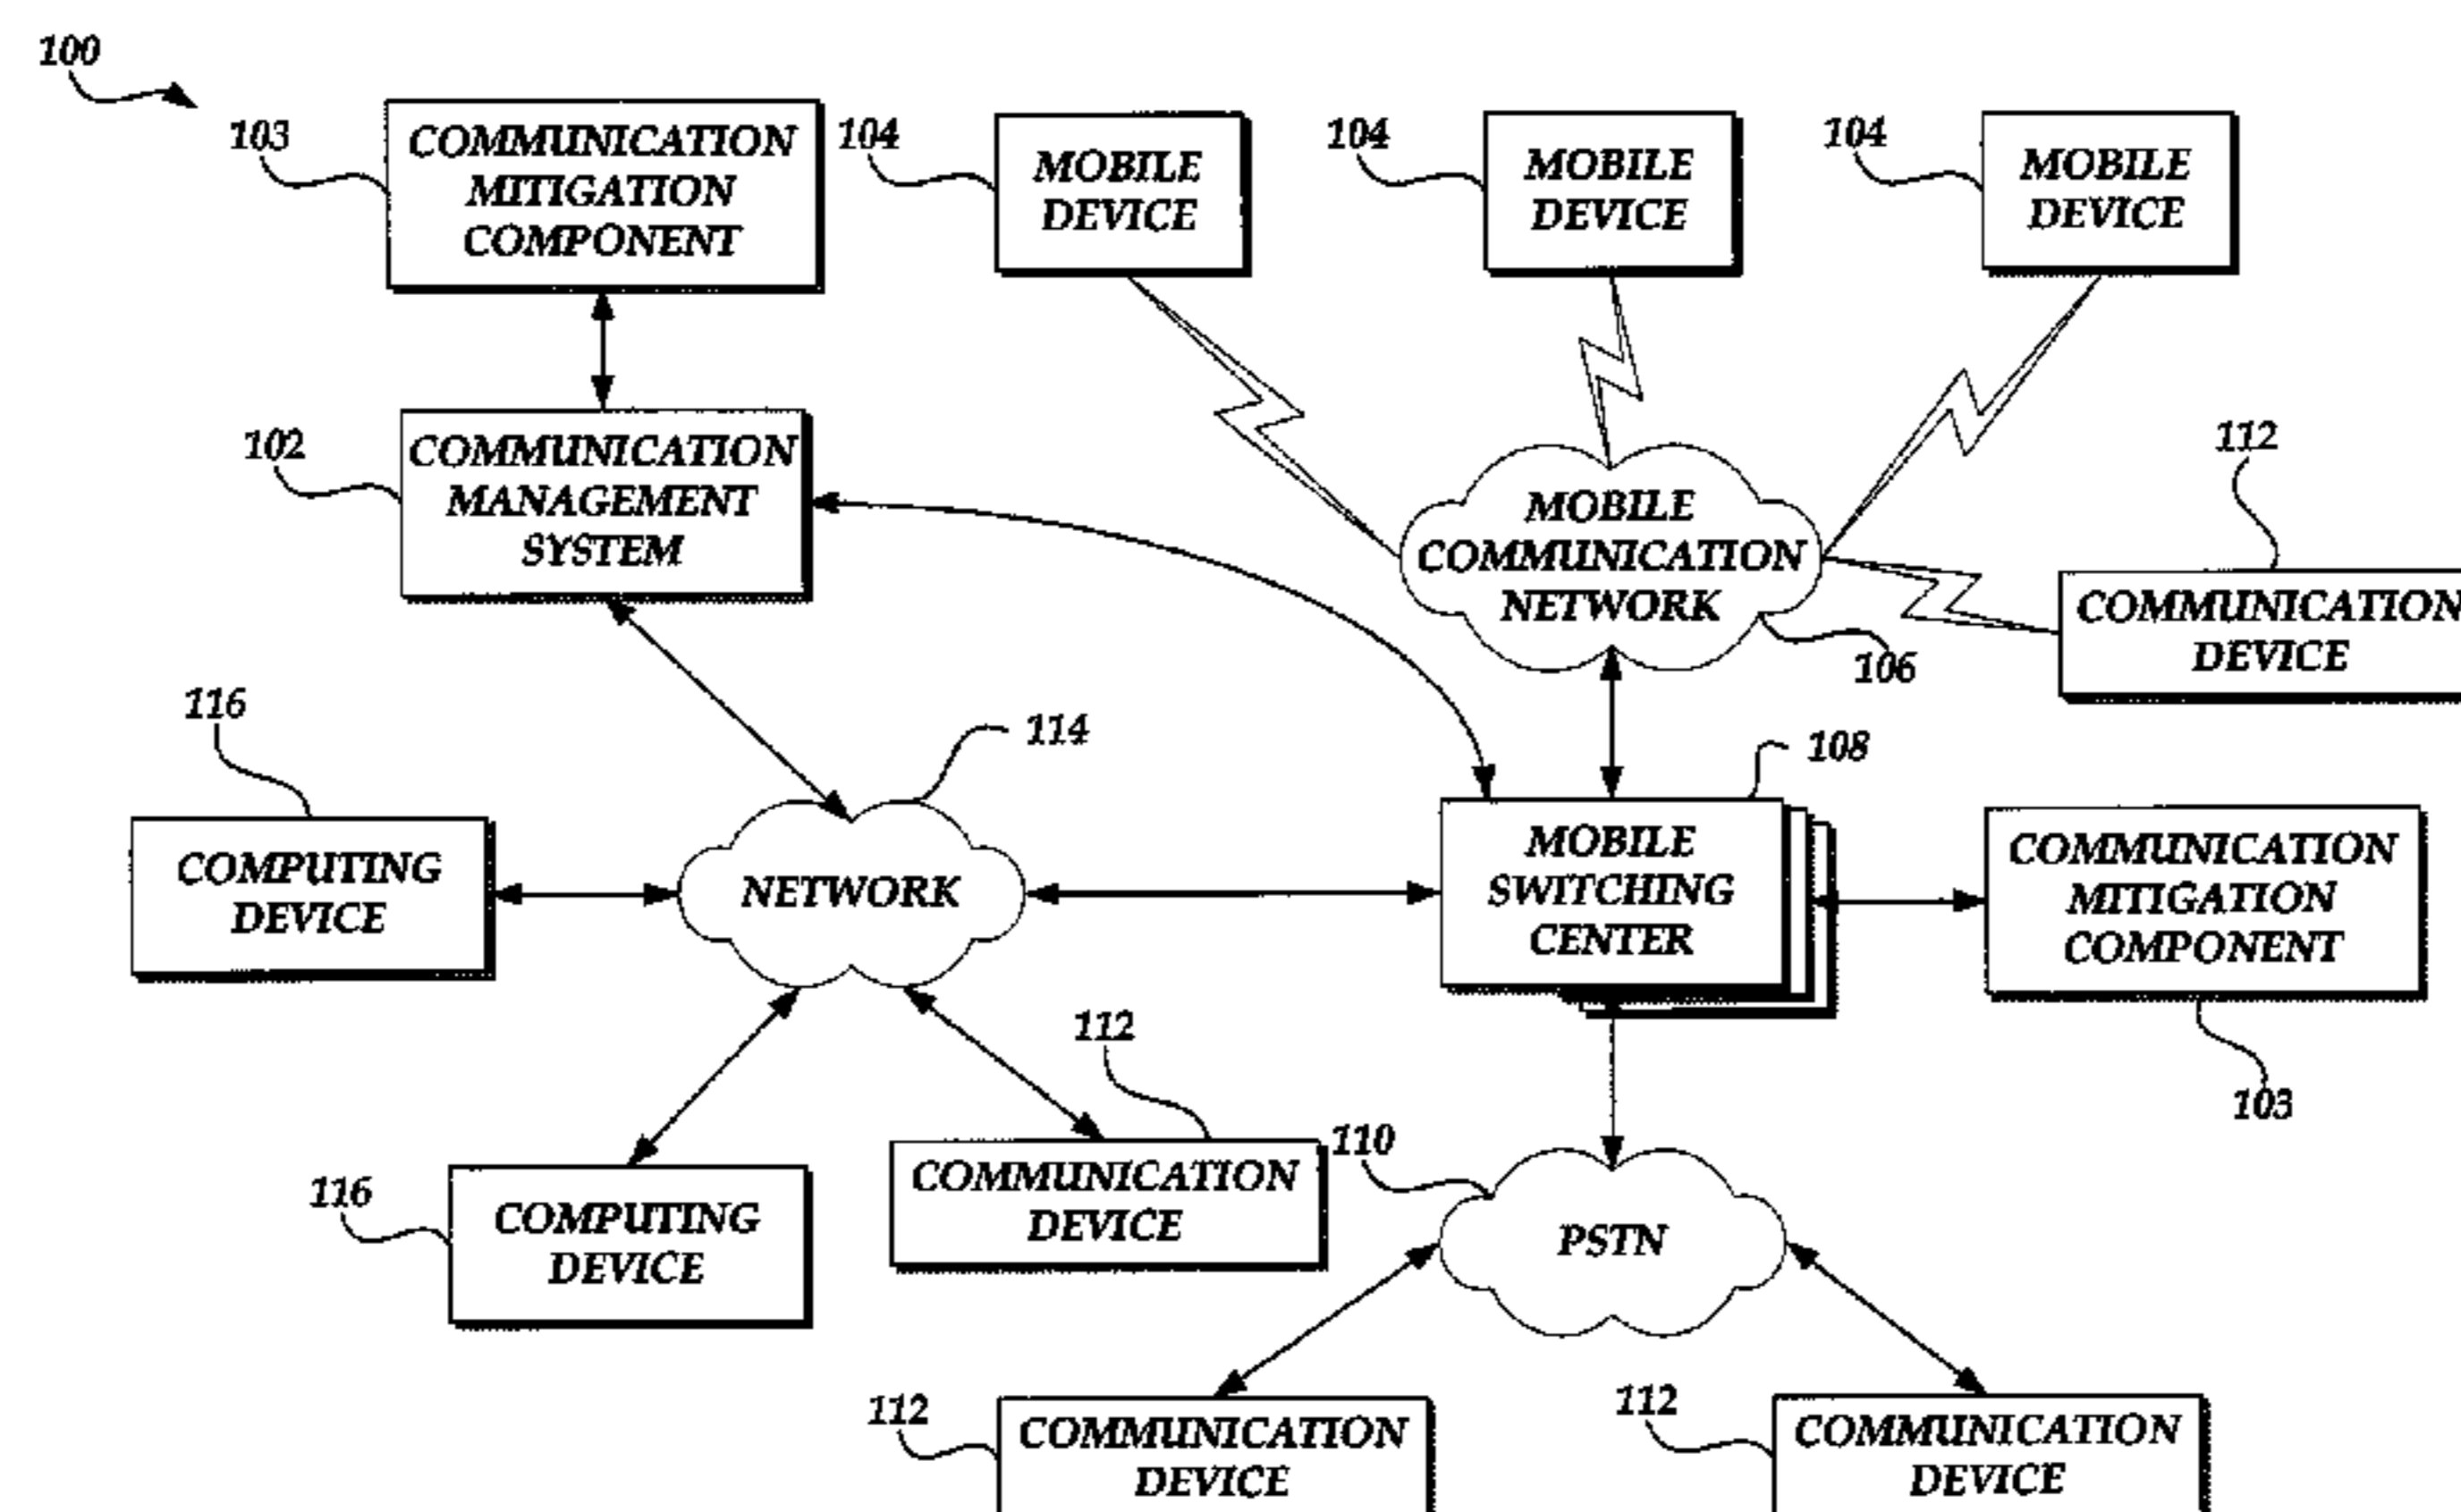 100
103
COMMUNICATION
MITIGATION
COMPONENT
104
MOBILE
DEVICE
104
MOBILE
DEVICE
104
MOBILE
DEVICE
102
COMMUNICATION
MANAGEMENT
SYSTEM
MOBILE
COMMUNICATION
NETWORK
106
112
COMMUNICATION
DEVICE
116
COMPUTING
DEVICE
114
NETWORK
108
MOBILE
SWITCHING
CENTER
COMMUNICATION
MITIGATION
COMPONENT
103
116
COMPUTING
DEVICE
112
COMMUNICATION
DEVICE
110
PSTN
112
COMMUNICATION
DEVICE
112
COMMUNICATION
DEVICE